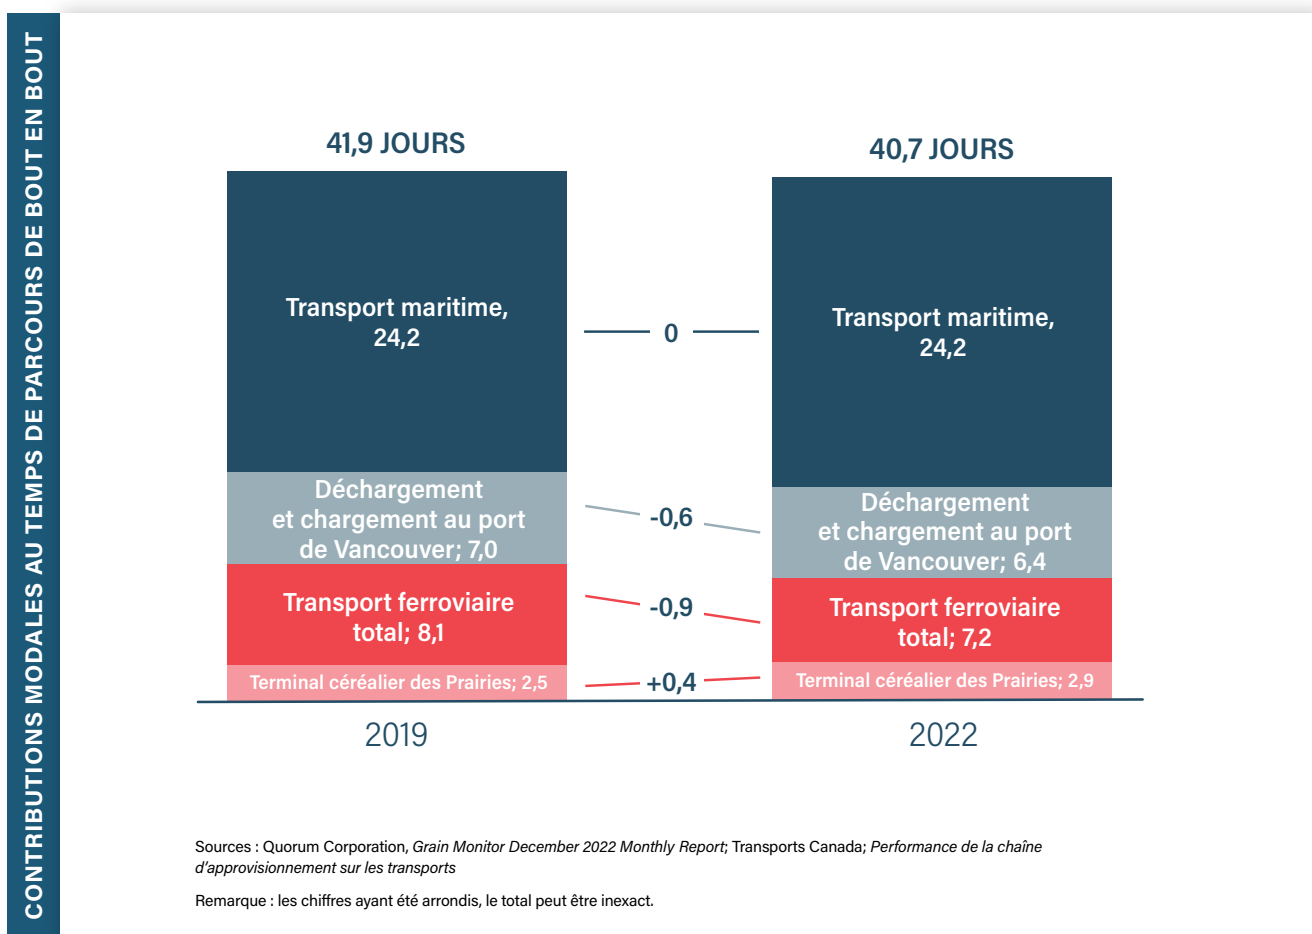 CONTRIBUTIONS MODALES AU TEMPS DE PARCOURS DE BOUT EN BOUT
41,9 JOURS
Transport maritime,
24,2
Déchargement
et chargement au port
de Vancouver; 7,0
Transport ferroviaire
total; 8,1
Terminal céréalier des Prairies; 2,5
2019
0
-0,6
-0,9
+0,4
40,7 JOURS
Transport maritime,
24,2
Déchargement
et chargement au port
de Vancouver; 6,4
Transport ferroviaire
total; 7,2
Terminal céréalier des Prairies; 2,9
2022
Sources : Quorum Corporation, Grain Monitor December 2022 Monthly Report; Transports Canada; Performance de la chaîne
d'approvisionnement sur les transports
Remarque : les chiffres ayant été arrondis, le total peut être inexact.